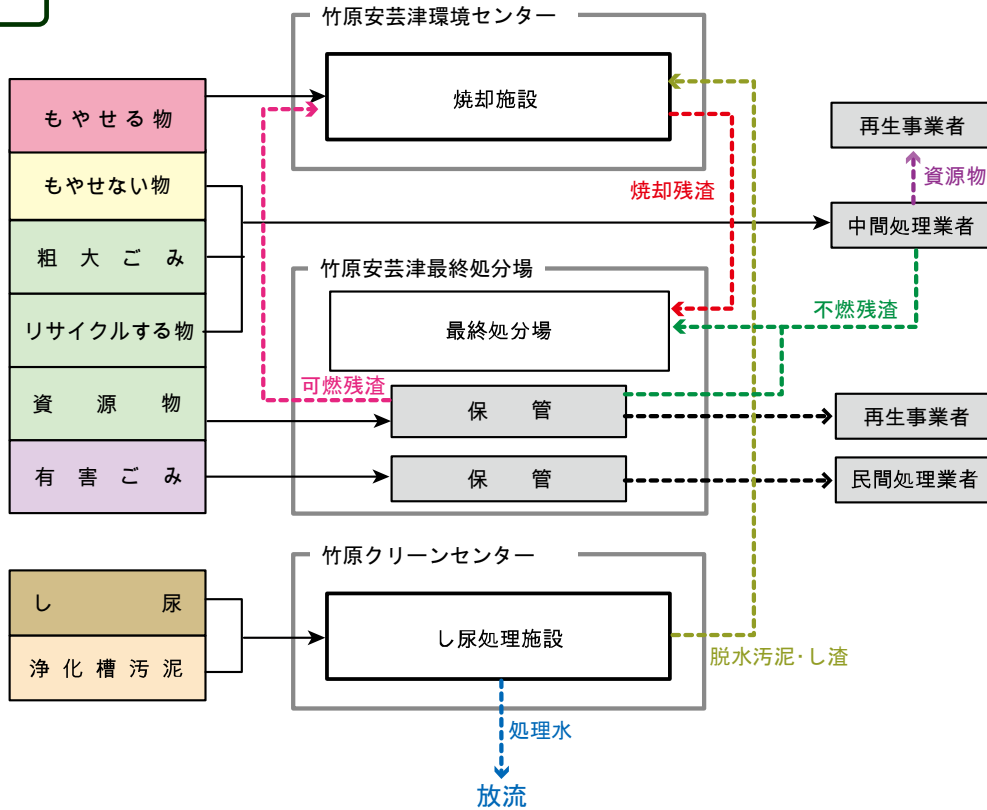 竹原安芸津環境センター
焼却施設
もやせる物
もやせない物
粗大ごみ
リサイクルする物
資源物
有害ごみ
焼却残渣
再生事業者
資源物
中間処理業者
竹原安芸津最終処分場
最終処分場
不燃残渣
可燃残渣
保管
再生事業者
保管
民間処理業者
竹原クリーンセンター
し尿
浄化槽汚泥
し尿処理施設
脱水汚泥・し渣
処理水
放流